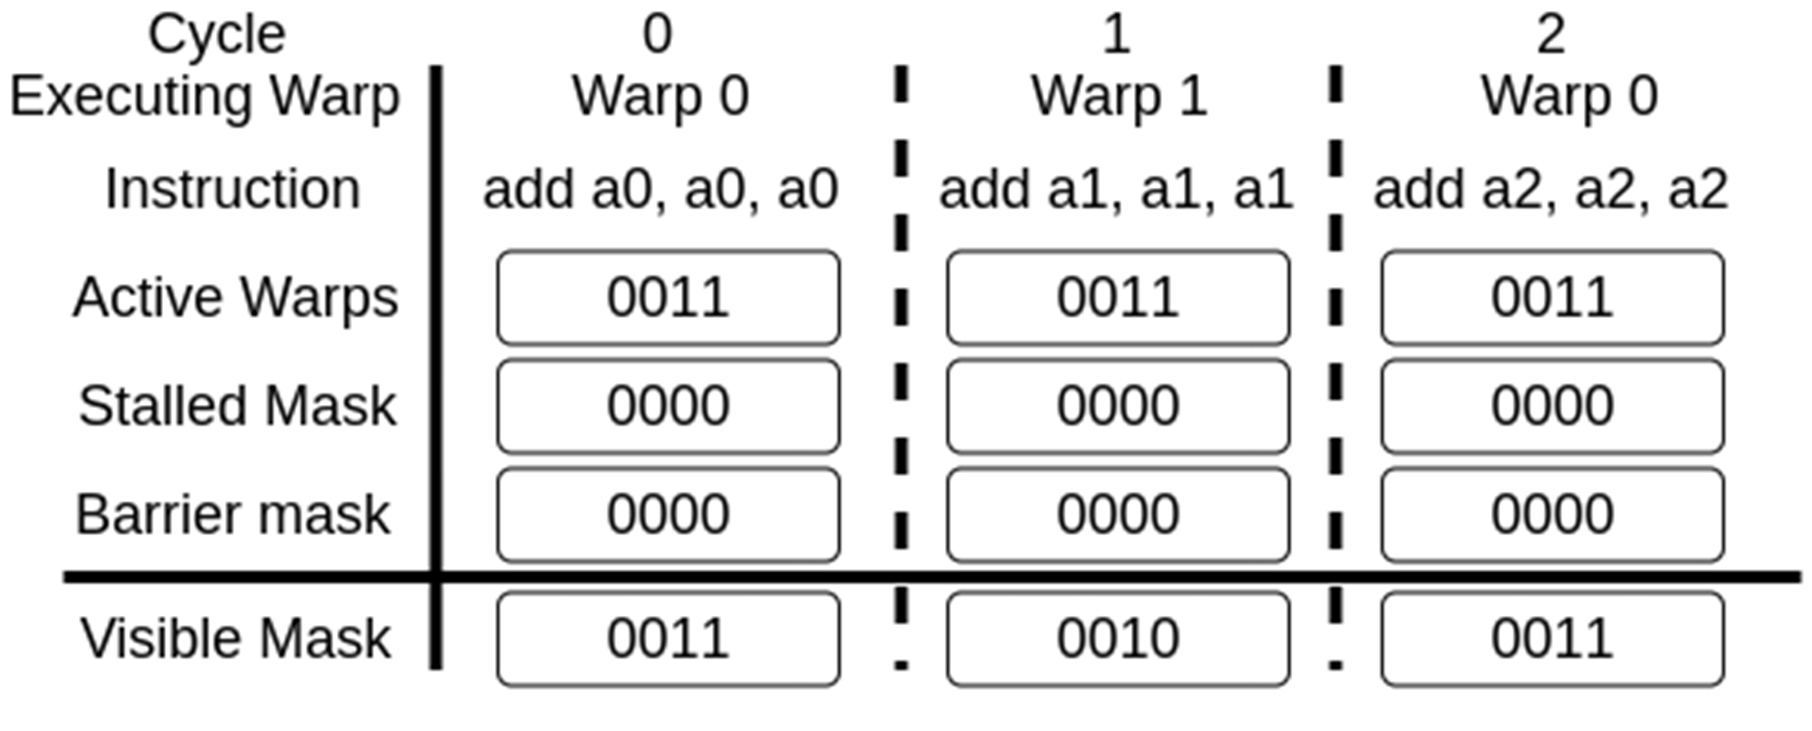 Cycle 0 1 2
Executing Warp Warp 0 Warp 1 Warp 0
Instruction add a0, a0, a0 add a1, a1, a1 add a2, a2, a2
Active Warps 0011 0011 0011
Stalled Mask 0000 0000 0000
Barrier mask 0000 0000 0000
Visible Mask 0011 0010 0011